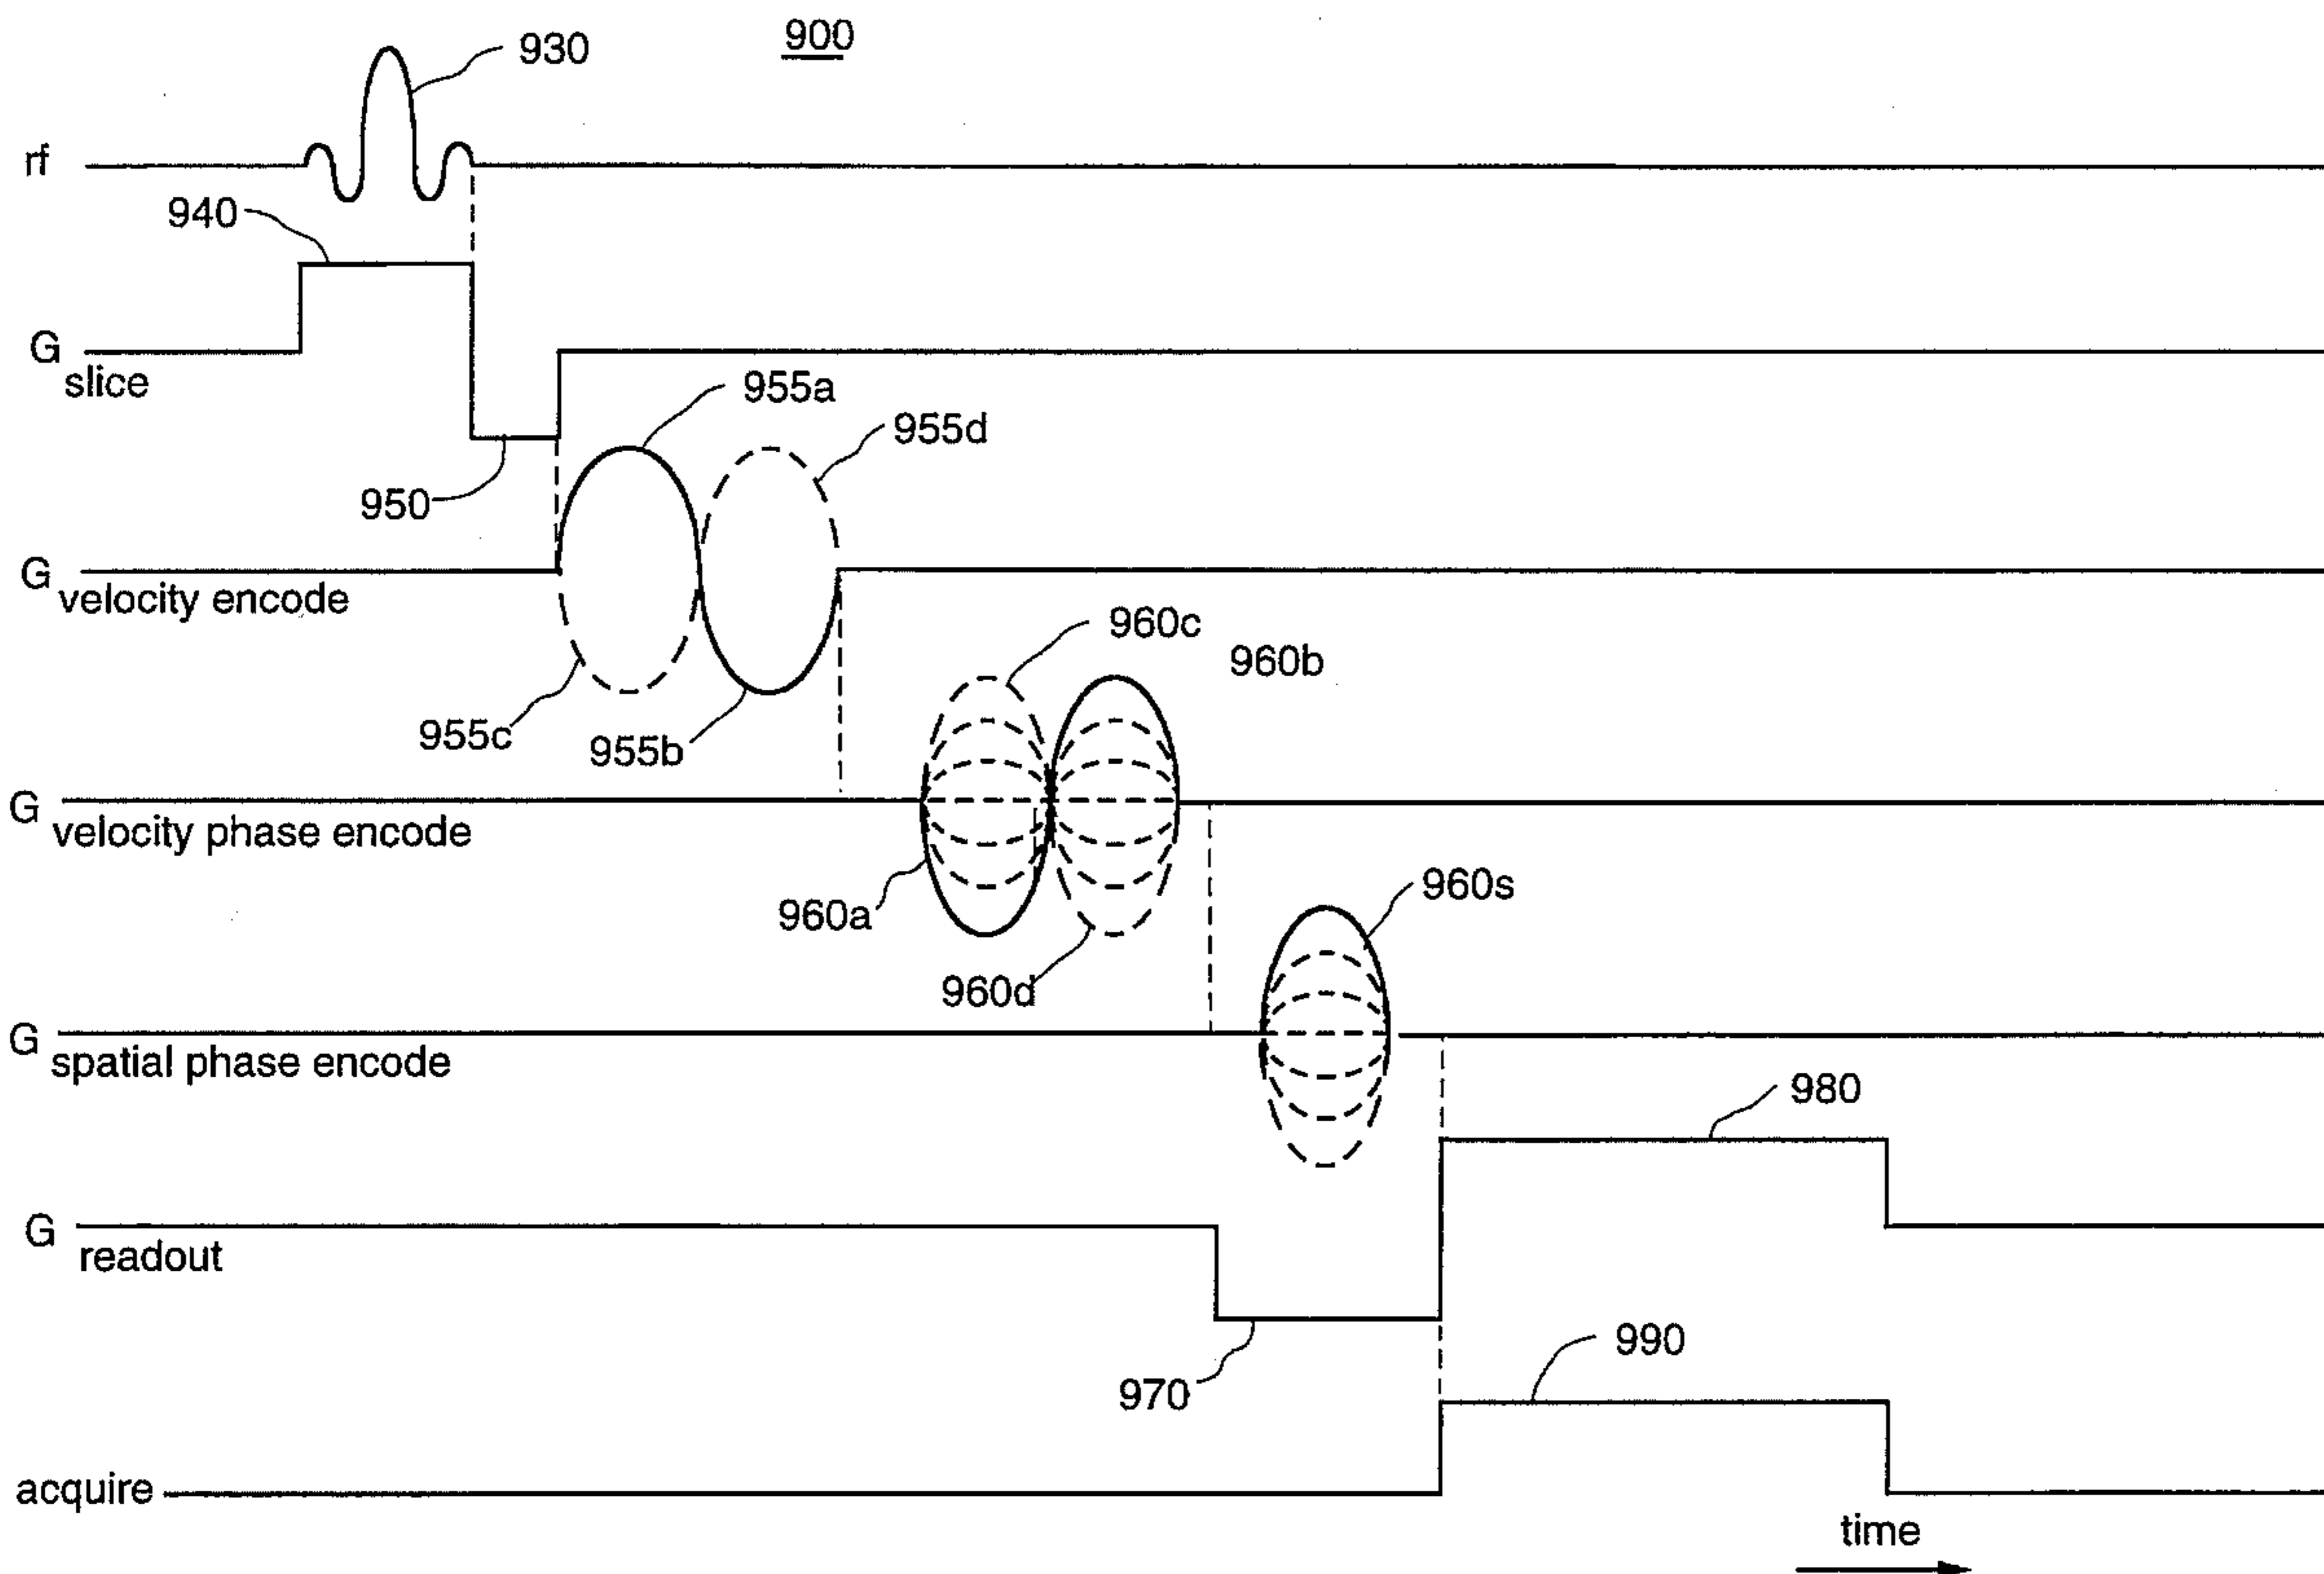 900
930
rf
940
G
slice
955a
955d
950
G
velocity encode
960c
960b
955c
955b
G
velocity phase encode
960s
960a
960d
G
spatial phase encode
980
G
readout
990
970
acquire
time